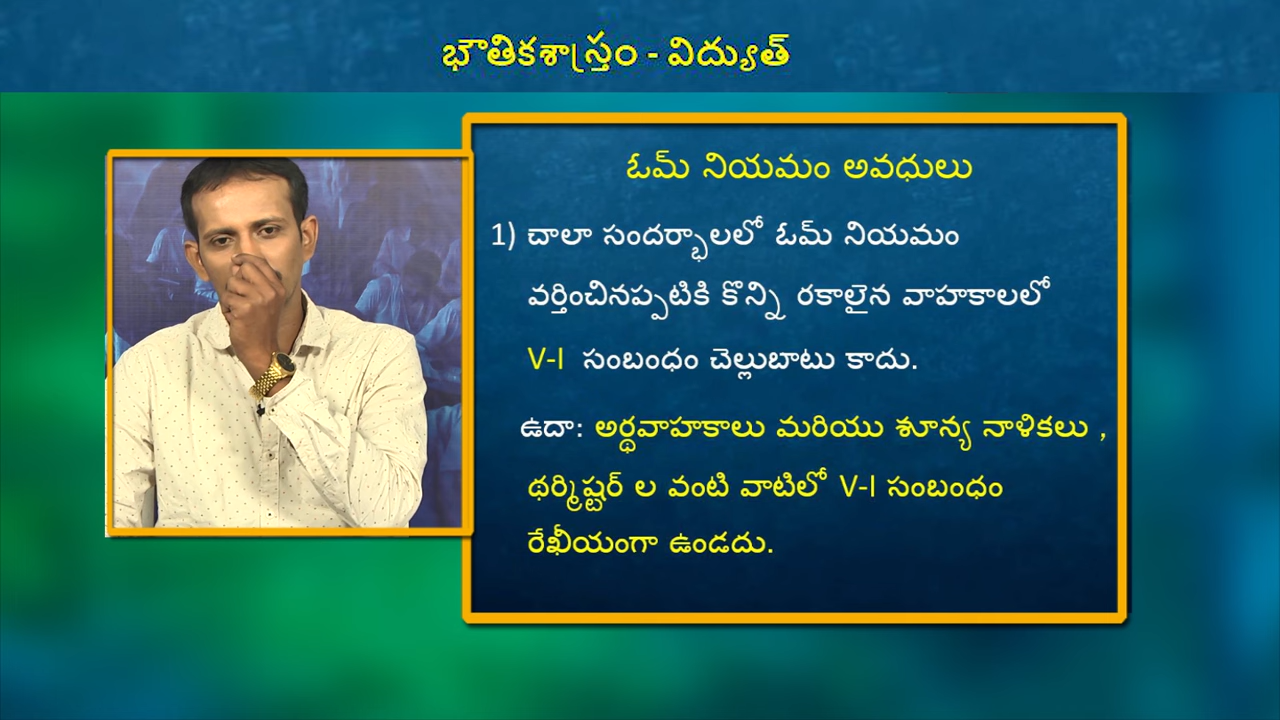 భౌతికశాస్త్రం - విద్యుత్
ఓమ్ నియమం అవధులు
1) చాలా సందర్భాలలో ఓమ్ నియమం
వర్తించినప్పటికి కొన్ని రకాలైన వాహకాలలో
V-I సంబంధం చెల్లుబాటు కాదు.
ఉదా: అర్థవాహకాలు మరియు శూన్య నాళికలు ,
థర్మిష్టర్ ల వంటి వాటిలో V-I సంబంధం
రేఖీయంగా ఉండదు.